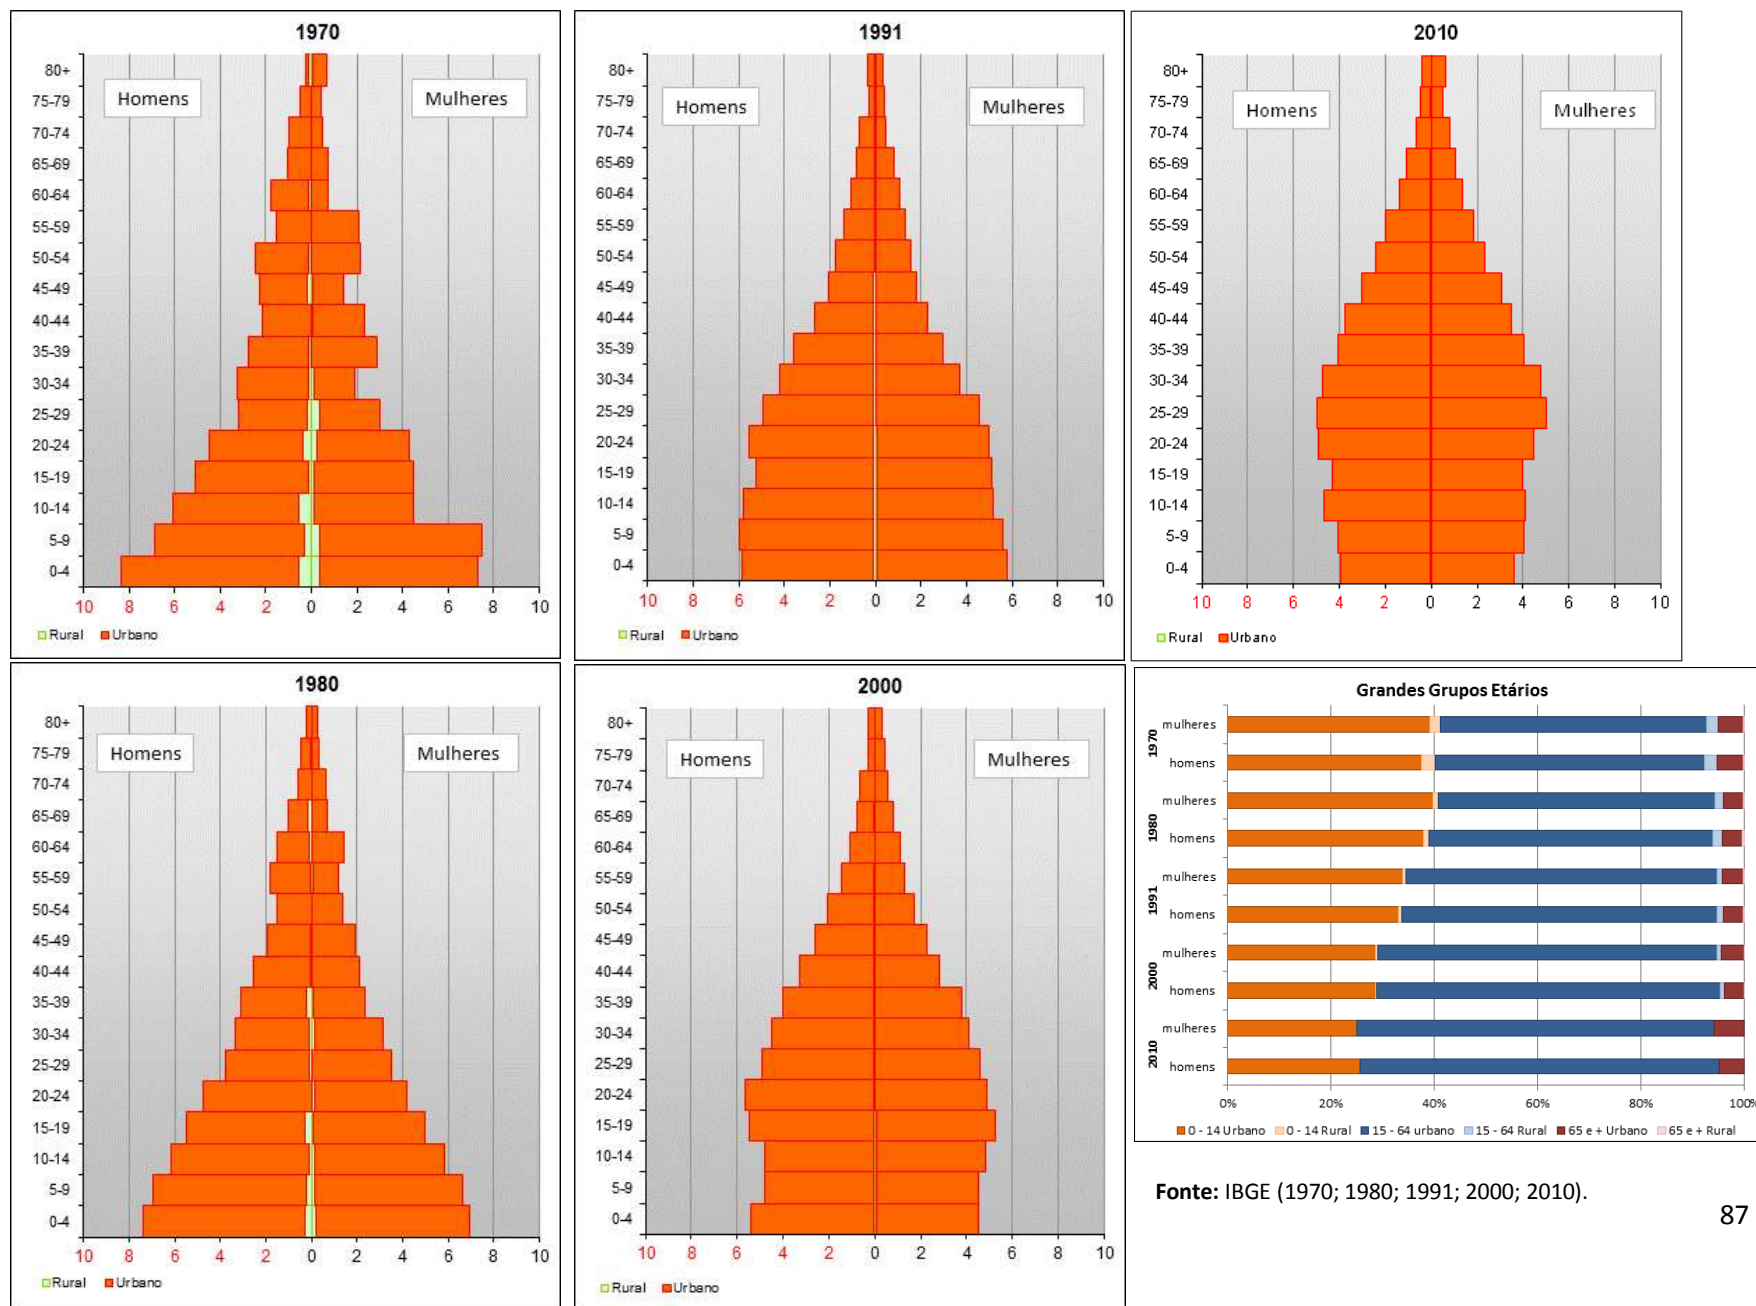 1970
80+
75-79
70-74
65-69
60-64
55-59
50-54
45-49
40-44
35-39
30-34
25-29
20-24
15-19
10-14
5-9
0-4
Homens
Mulheres
10 8 6 4 2 0 2 4 6 8 10
Rural Urbano
1991
80+
75-79
70-74
65-69
60-64
55-59
50-54
45-49
40-44
35-39
30-34
25-29
20-24
15-19
10-14
5-9
0-4
Homens
Mulheres
10 8 6 4 2 0 2 4 6 8 10
Rural Urbano
2010
80+
75-79
70-74
65-69
60-64
55-59
50-54
45-49
40-44
35-39
30-34
25-29
20-24
15-19
10-14
5-9
0-4
Homens
Mulheres
10 8 6 4 2 0 2 4 6 8 10
Rural Urbano
1980
80+
75-79
70-74
65-69
60-64
55-59
50-54
45-49
40-44
35-39
30-34
25-29
20-24
15-19
10-14
5-9
0-4
Homens
Mulheres
10 8 6 4 2 0 2 4 6 8 10
Rural Urbano
2000
80+
75-79
70-74
65-69
60-64
55-59
50-54
45-49
40-44
35-39
30-34
25-29
20-24
15-19
10-14
5-9
0-4
Homens
Mulheres
10 8 6 4 2 0 2 4 6 8 10
Rural Urbano
Grandes Grupos Etários
1970
mulheres
homens
1980
mulheres
homens
1991
mulheres
homens
2000
mulheres
homens
2010
mulheres
homens
0% 20% 40% 60% 80% 100%
0 - 14 Urbano 0 - 14 Rural 15 - 64 urbano 15 - 64 Rural 65 e + Urbano 65 e + Rural
Fonte: IBGE (1970; 1980; 1991; 2000; 2010).
87